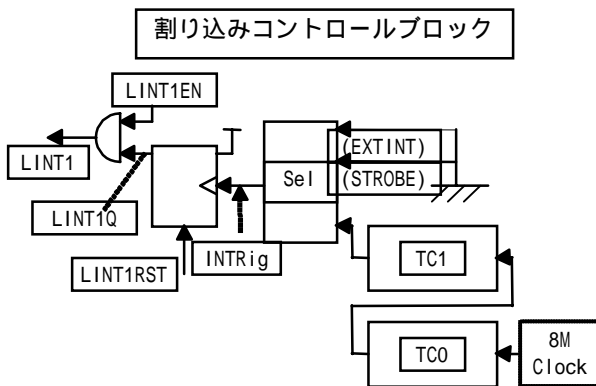 割り込みコントロールブロック
LINT1EN
LINT1
(EXTINT)
Sel
(STROBE)
LINT1Q
LINT1RST
INTRig
TC1
TC0
8M
Clock